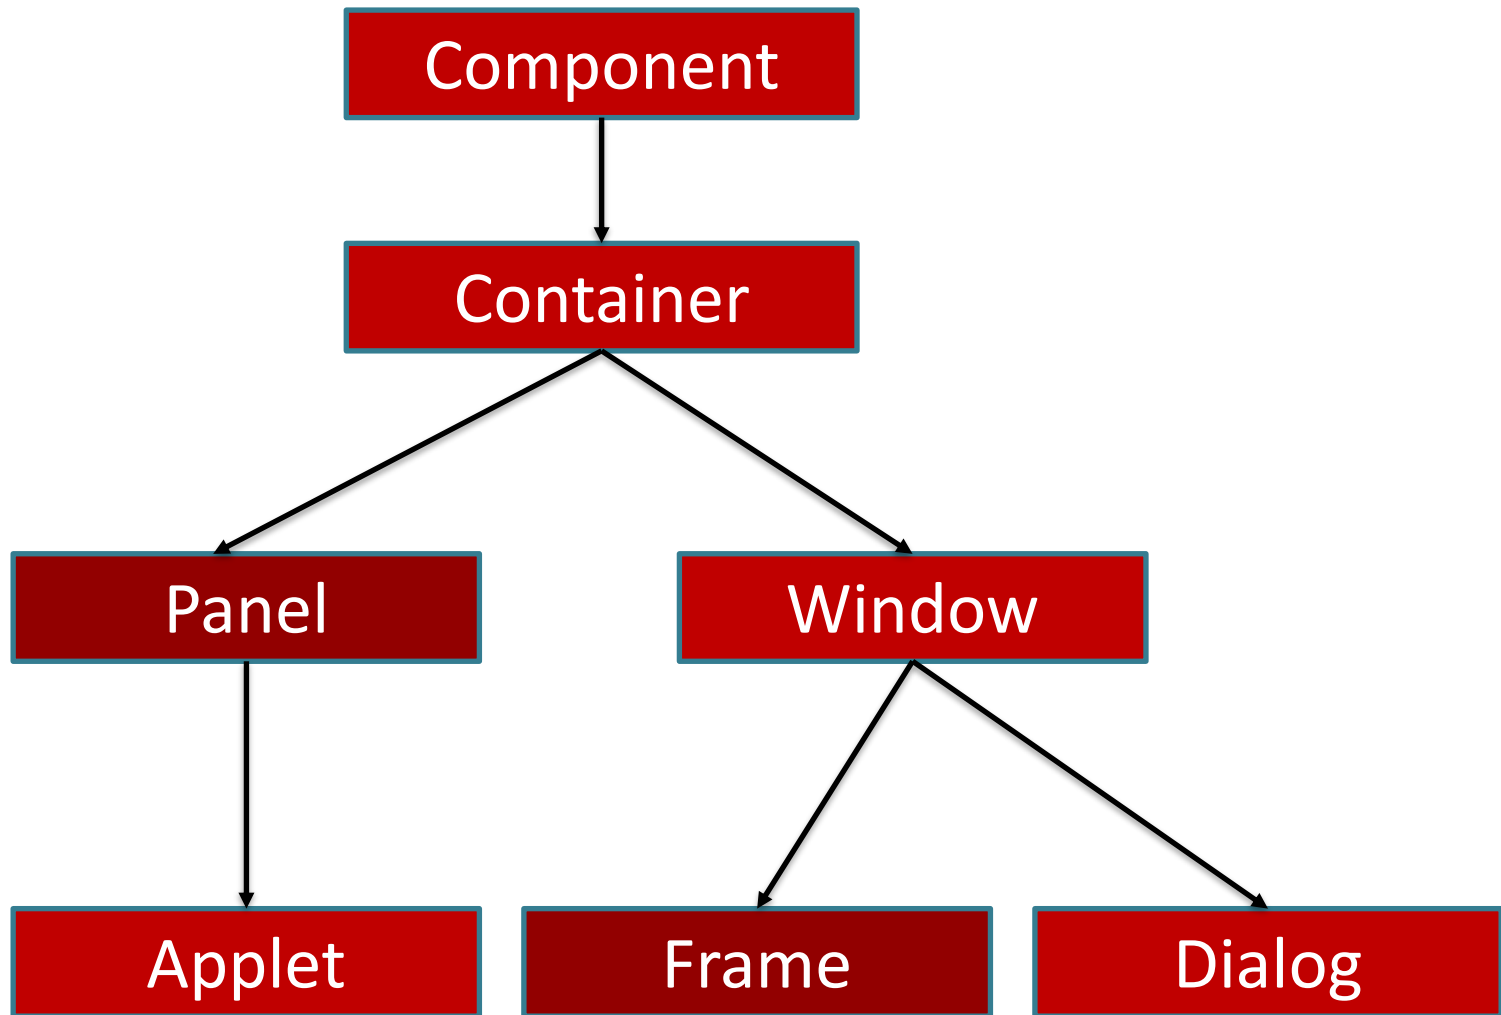 Component
Container
Panel
Window
Applet
Frame
Dialog